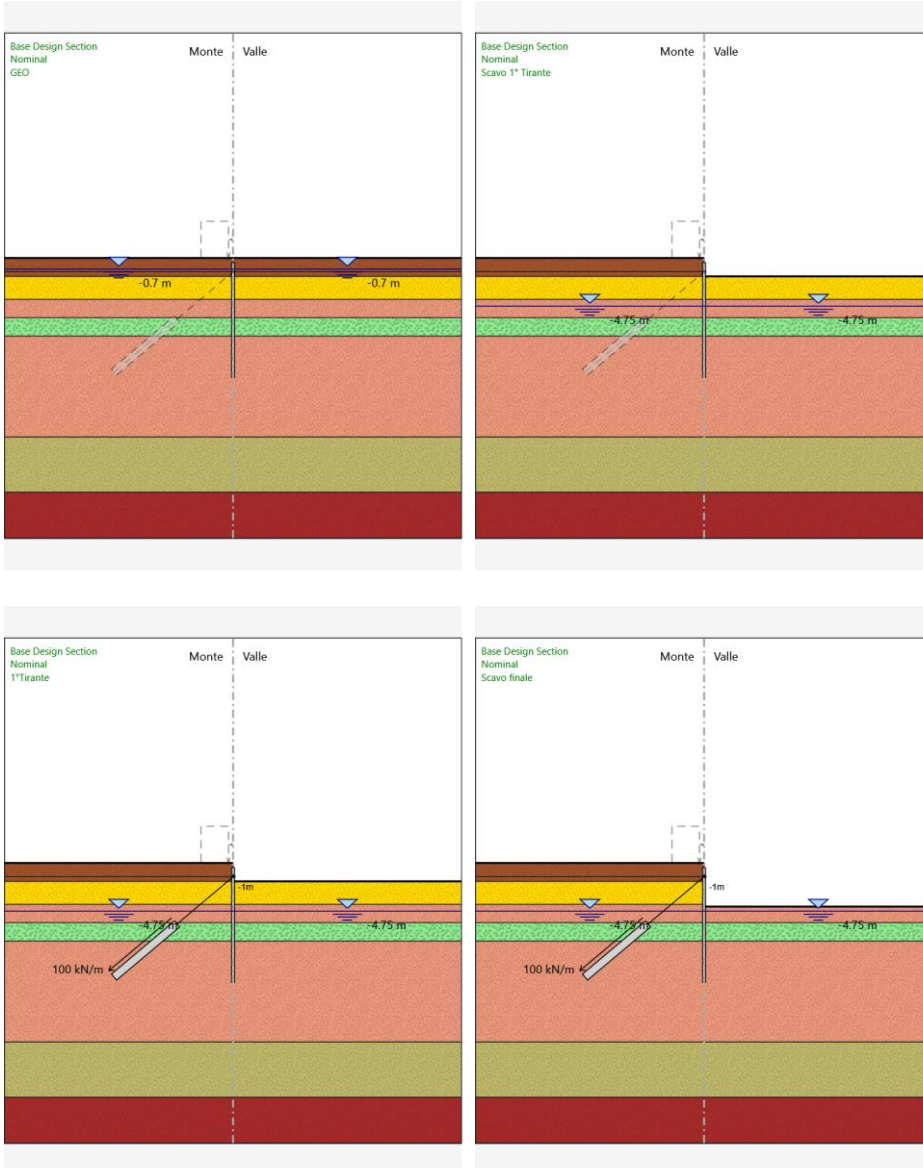 Base Design Section
Nominal
GEO
Monte
Valle
-0.7 m
-0.7 m
Base Design Section
Nominal
Scavo 1° Tirante
Monte
Valle
-4.75 m
-4.75 m
Base Design Section
Nominal
1°Tirante
Monte
Valle
-1m
-4.75 m
-4.75 m
100 kN/m
Base Design Section
Nominal
Scavo finale
Monte
Valle
-1m
-4.75 m
-4.75 m
100 kN/m